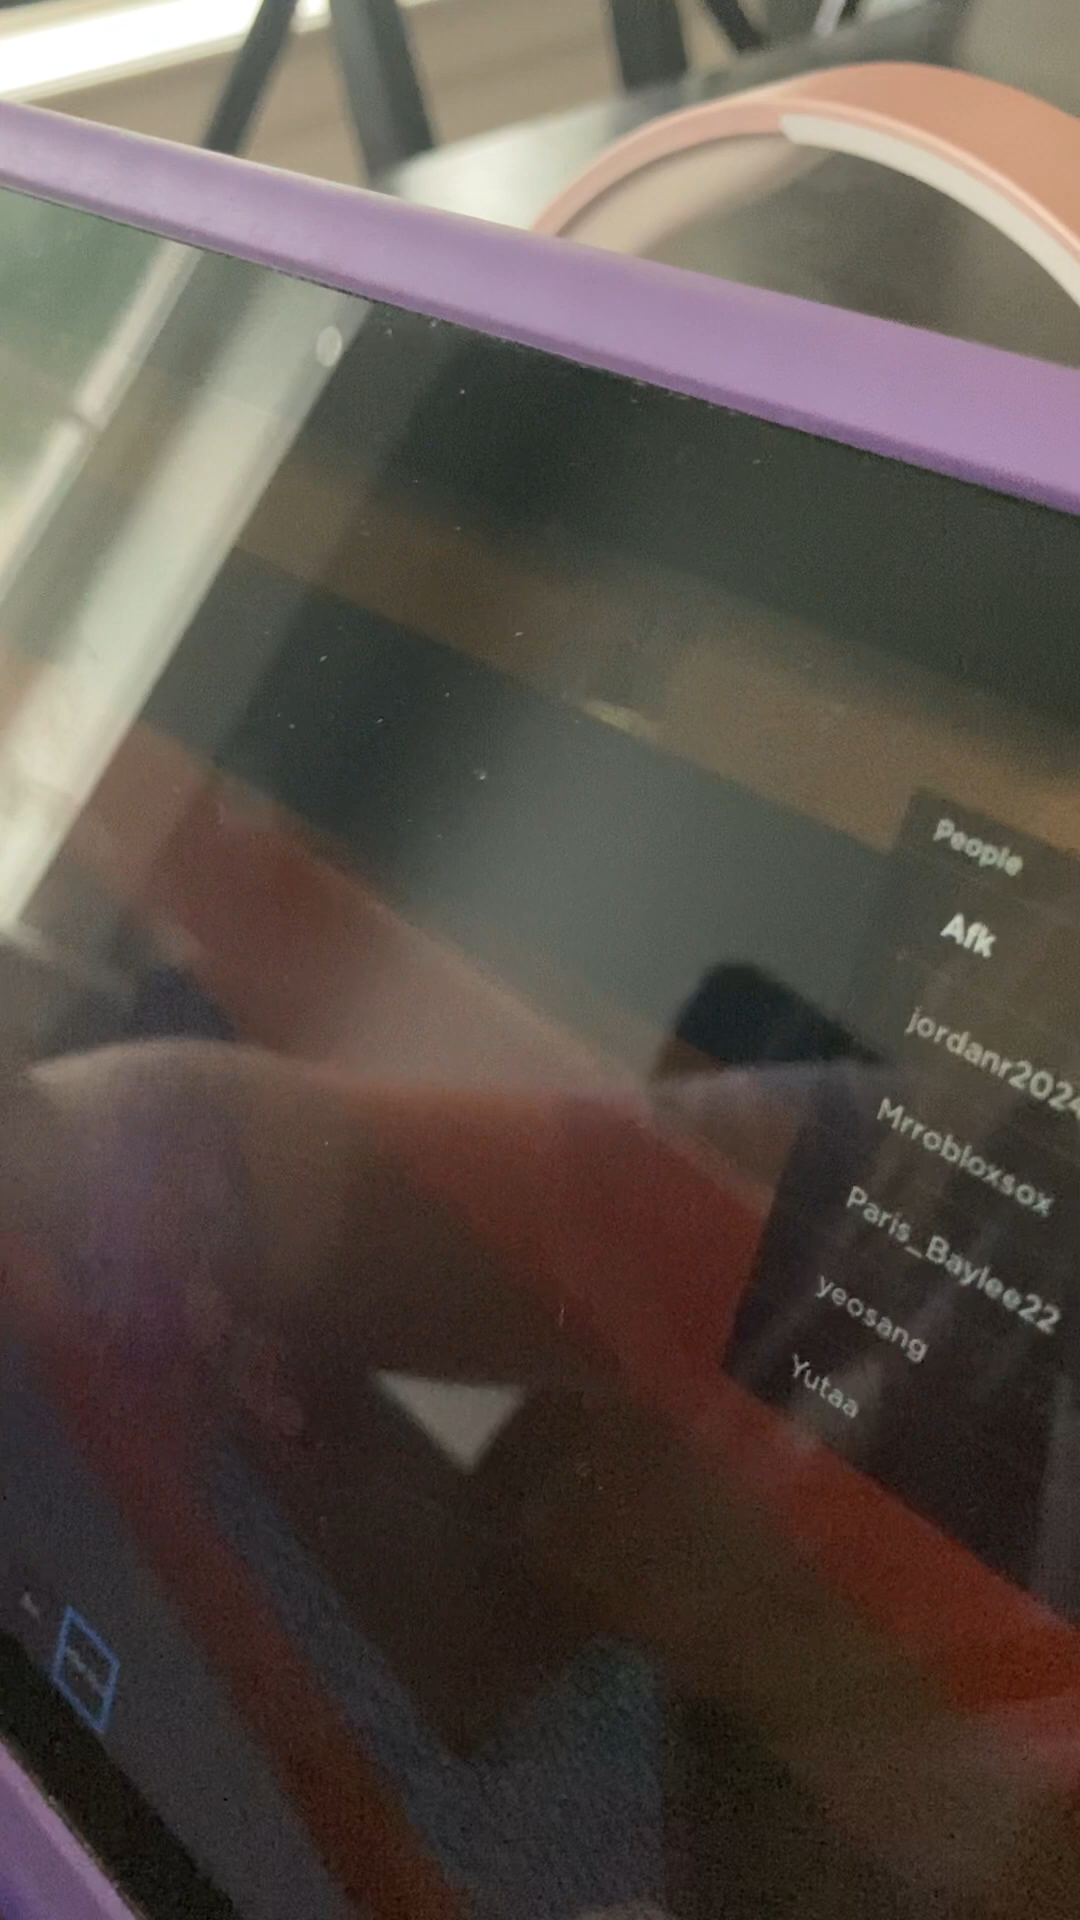 People
Afk
jordanr2024
Mrrobloxsox
Paris_Baylee22
yeosang
Yutaa